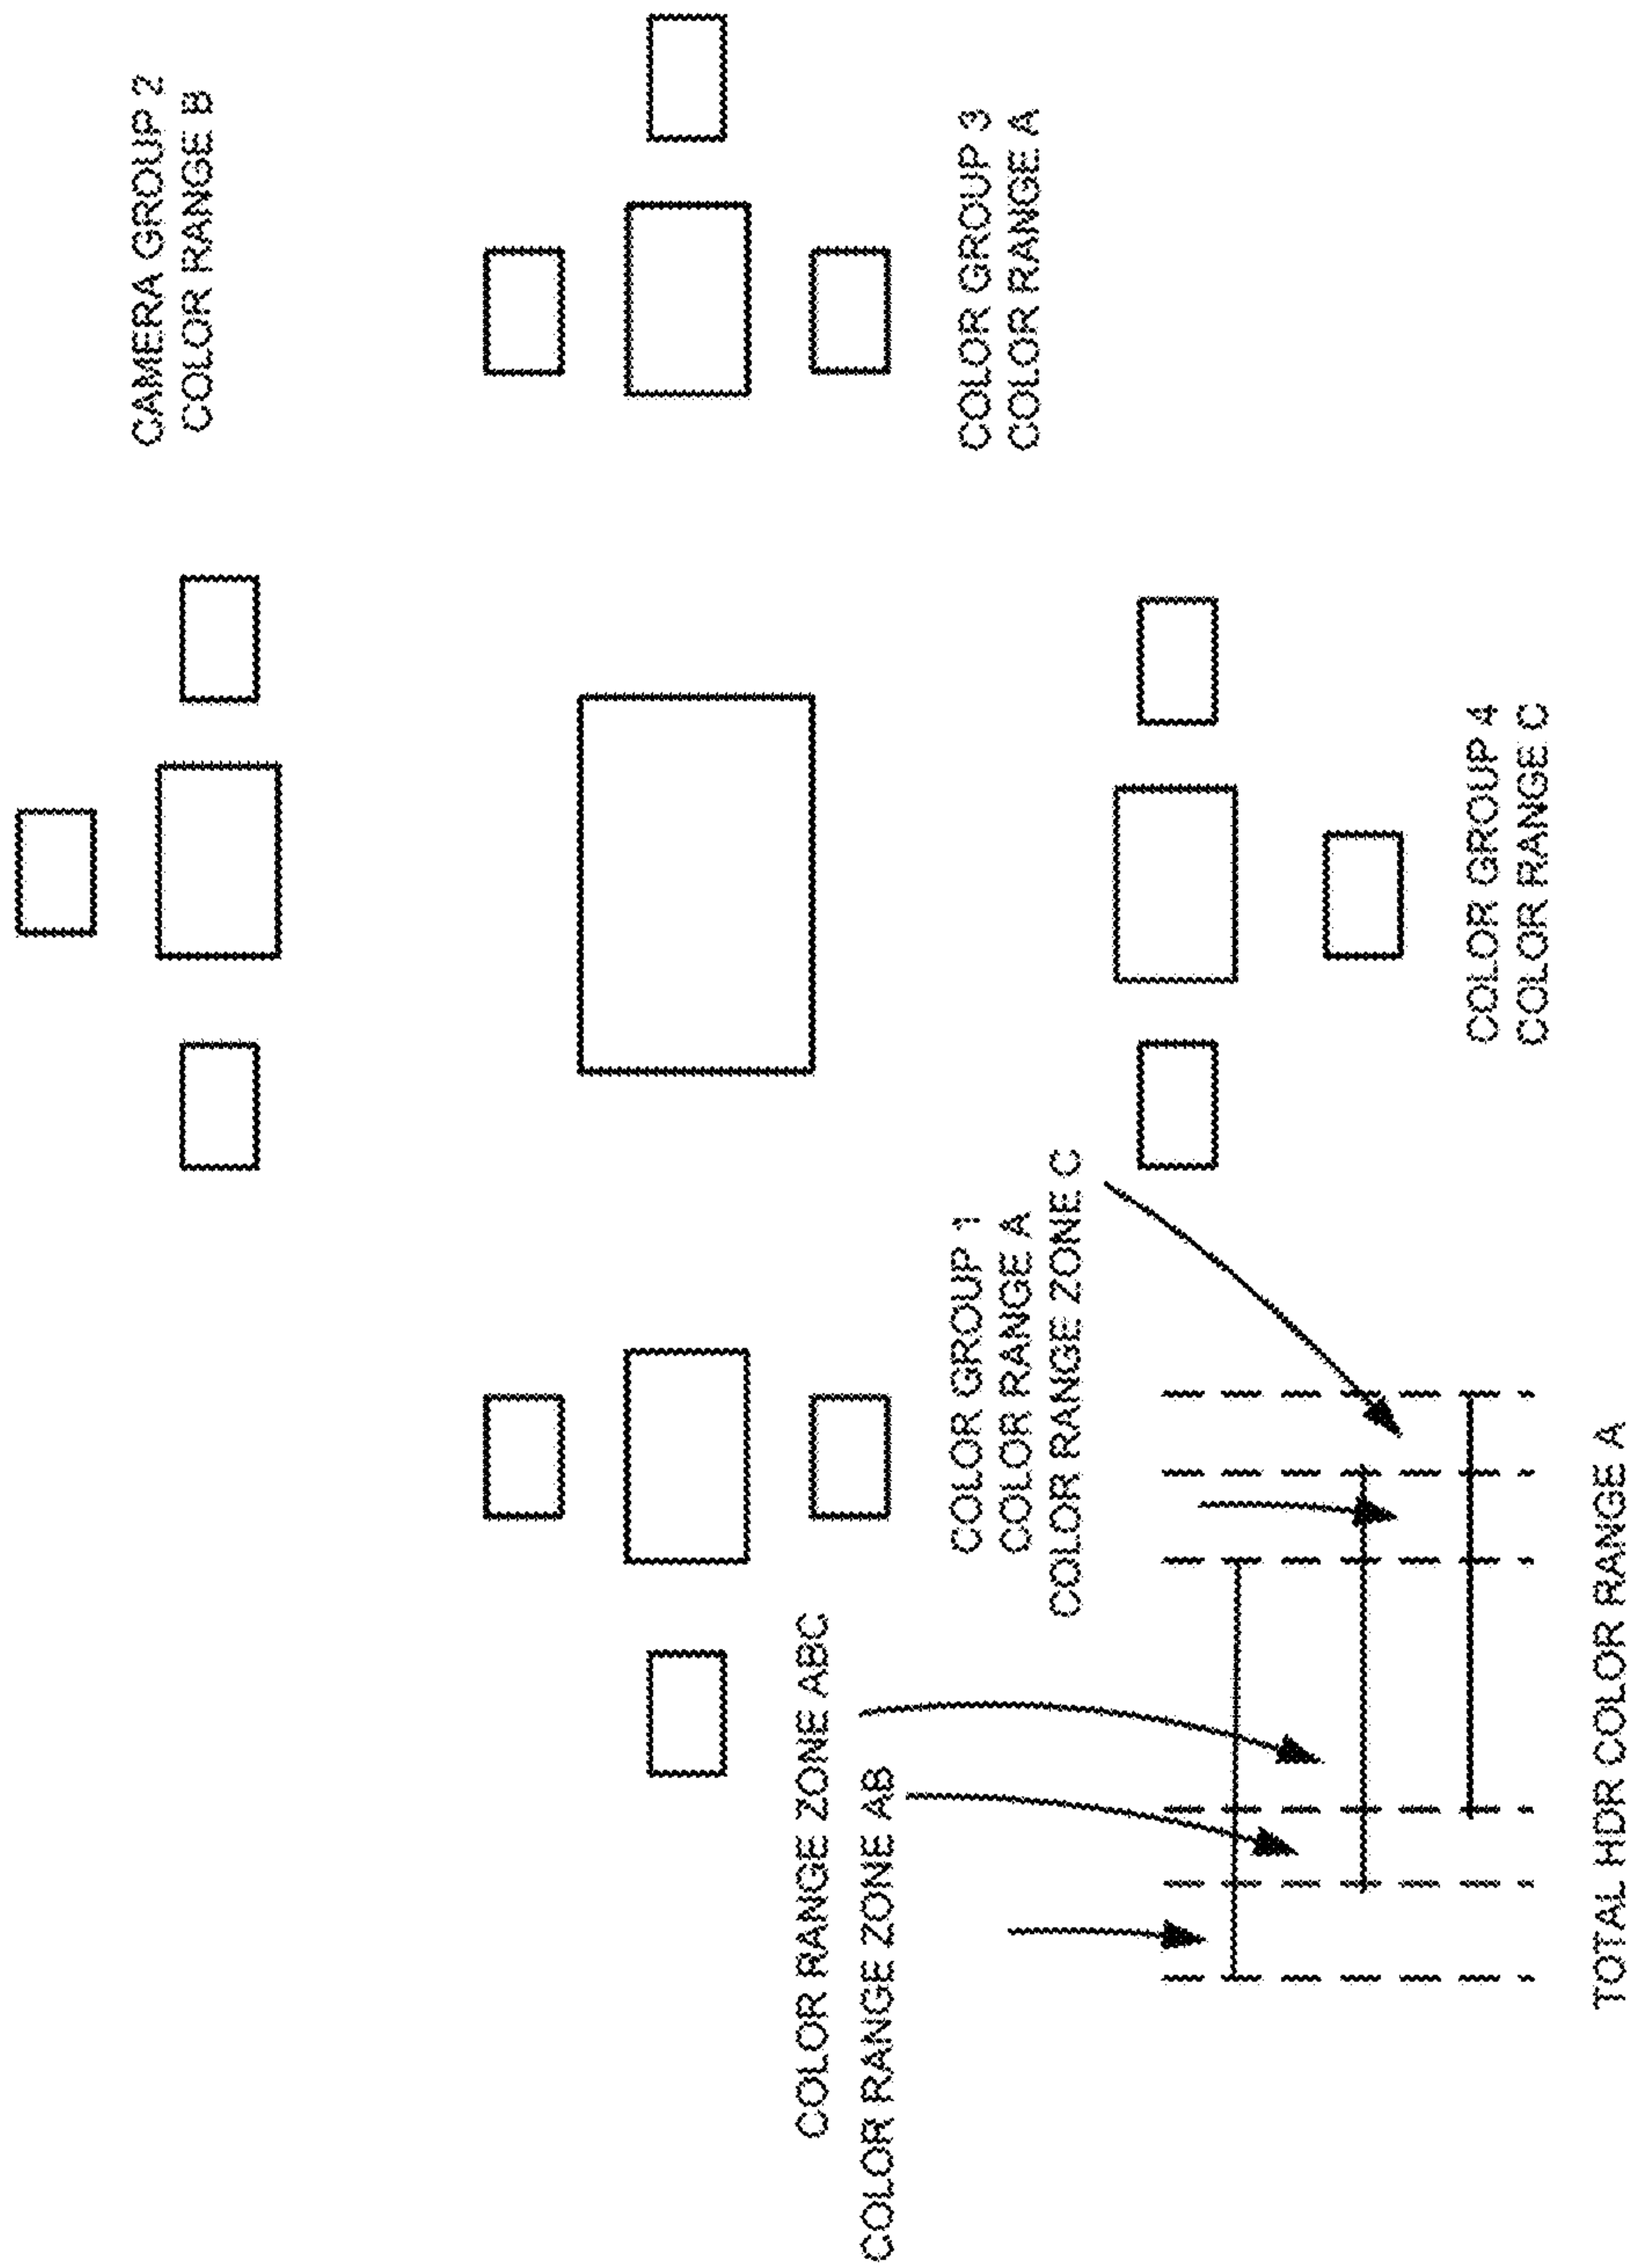 CAMERA GROUP 2
COLOR RANGE B
COLOR GROUP 3
COLOR RANGE A
COLOR GROUP 4
COLOR RANGE C
COLOR GROUP 1
COLOR RANGE A
COLOR RANGE ZONE C
COLOR RANGE ZONE ABC
COLOR RANGE ZONE AB
TOTAL HDR COLOR RANGE A